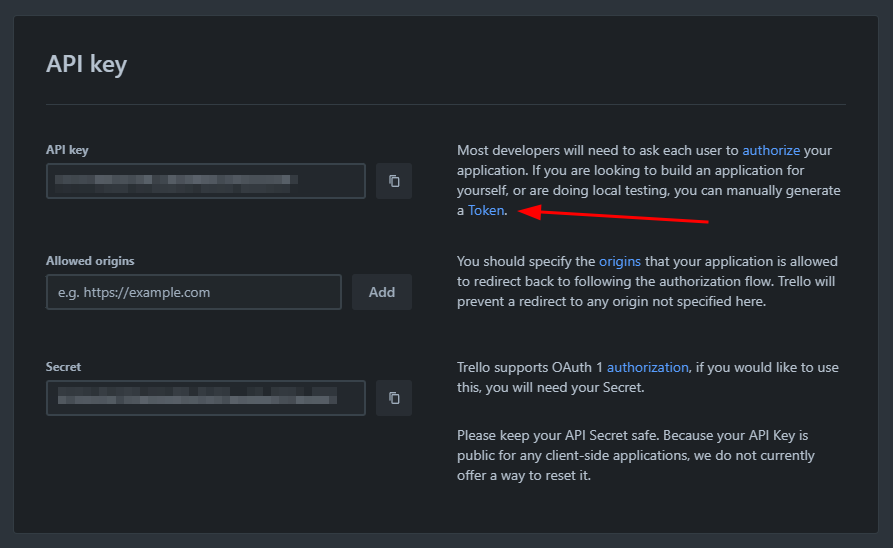 API key
API key
Most developers will need to ask each user to authorize your
application. If you are looking to build an application for
yourself, or are doing local testing, you can manually generate
a Token.
Allowed origins
e.g. https://example.com
Add
You should specify the origins that your application is allowed
to redirect back to following the authorization flow. Trello will
prevent a redirect to any origin not specified here.
Secret
Trello supports OAuth 1 authorization, if you would like to use
this, you will need your Secret.
Please keep your API Secret safe. Because your API Key is
public for any client-side applications, we do not currently
offer a way to reset it.